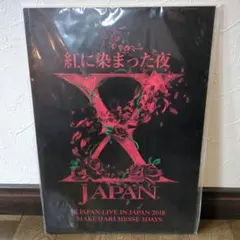 紅に染まった夜
X
JAPAN
X JAPAN LIVE IN JAPAN 2018
MAKUHARI MESSE 3DAYS